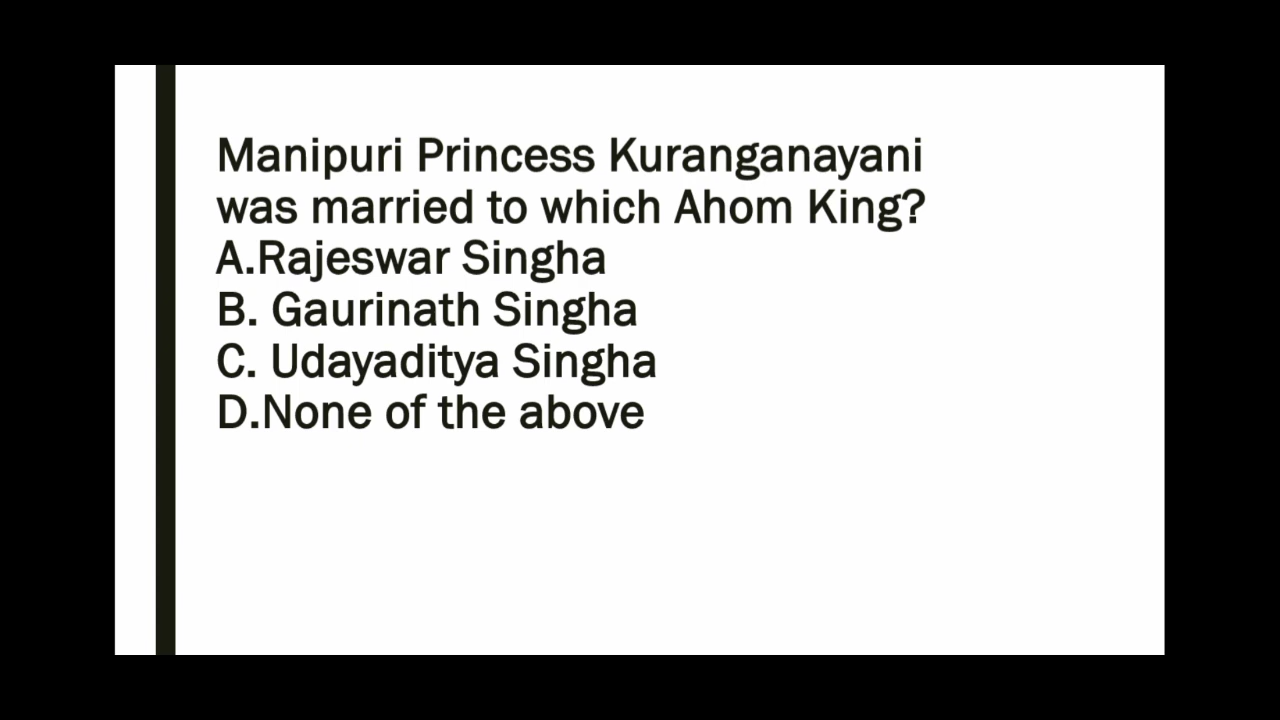 Manipuri Princess Kuranganayani
was married to which Ahom King?
A.Rajeswar Singha
B. Gaurinath Singha
C. Udayaditya Singha
D.None of the above